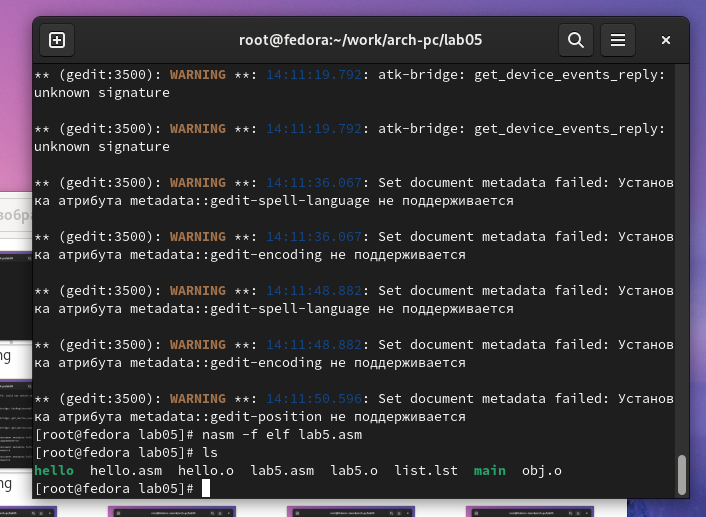 root@fedora:~/work/arch-pc/lab05
** (gedit:3500): WARNING **: 14:11:19.792: atk-bridge: get_device_events_reply:
unknown signature
** (gedit:3500): WARNING **: 14:11:19.792: atk-bridge: get_device_events_reply:
unknown signature
** (gedit:3500): WARNING **: 14:11:36.067: Set document metadata failed: Установ
ка атрибута metadata::gedit-spell-language не поддерживается
** (gedit:3500): WARNING **: 14:11:36.067: Set document metadata failed: Установ
ка атрибута metadata::gedit-encoding не поддерживается
** (gedit:3500): WARNING **: 14:11:48.882: Set document metadata failed: Установ
ка атрибута metadata::gedit-spell-language не поддерживается
** (gedit:3500): WARNING **: 14:11:48.882: Set document metadata failed: Установ
ка атрибута metadata::gedit-encoding не поддерживается
** (gedit:3500): WARNING **: 14:11:50.596: Set document metadata failed: Установ
ка атрибута metadata::gedit-position не поддерживается
[root@fedora lab05]# nasm -f elf lab5.asm
[root@fedora lab05]# ls
hello hello.asm hello.o lab5.asm lab5.o list.lst main obj.o
[root@fedora lab05]#